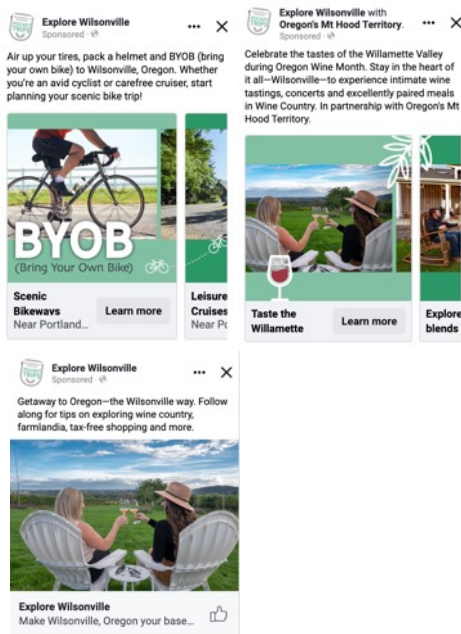 Explore Wilsonville
Sponsored ·
Air up your tires, pack a helmet and BYOB (bring
your own bike) to Wilsonville, Oregon. Whether
you're an avid cyclist or carefree cruiser, start
planning your scenic bike trip!
BYOB
(Bring Your Own Bike)
Scenic
Bikeways
Near Portland...
Learn more
Leisure
Cruises
Near Po
Explore Wilsonville with
Oregon's Mt Hood Territory.
Sponsored ·
Celebrate the tastes of the Willamette Valley
during Oregon Wine Month. Stay in the heart of
it all—Wilsonville—to experience intimate wine
tastings, concerts and excellently paired meals
in Wine Country. In partnership with Oregon's Mt
Hood Territory.
Taste the
Willamette
Learn more
Explore
blends
Explore Wilsonville
Sponsored ·
Getaway to Oregon—the Wilsonville way. Follow
along for tips on exploring wine country,
farmlandia, tax-free shopping and more.
Explore Wilsonville
Make Wilsonville, Oregon your base...